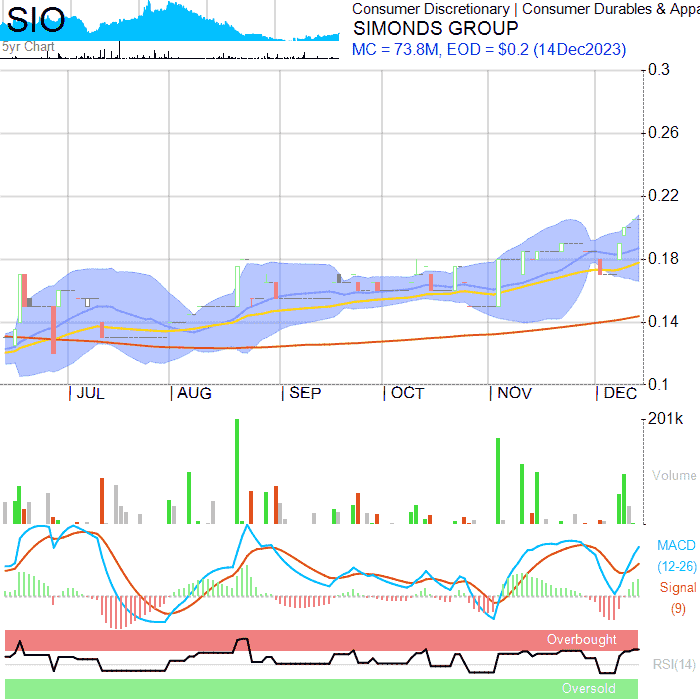 SIO
5yr Chart
Consumer Discretionary | Consumer Durables & Appa
SIMONDS GROUP
MC = 73.8M, EOD = $0.2 (14Dec2023)
0.3
0.26
0.22
0.18
0.14
0.1
JUL AUG SEP OCT NOV DEC
201k
Volume
MACD
(12-26)
Signal
(9)
Overbought
RSI(14)
Oversold